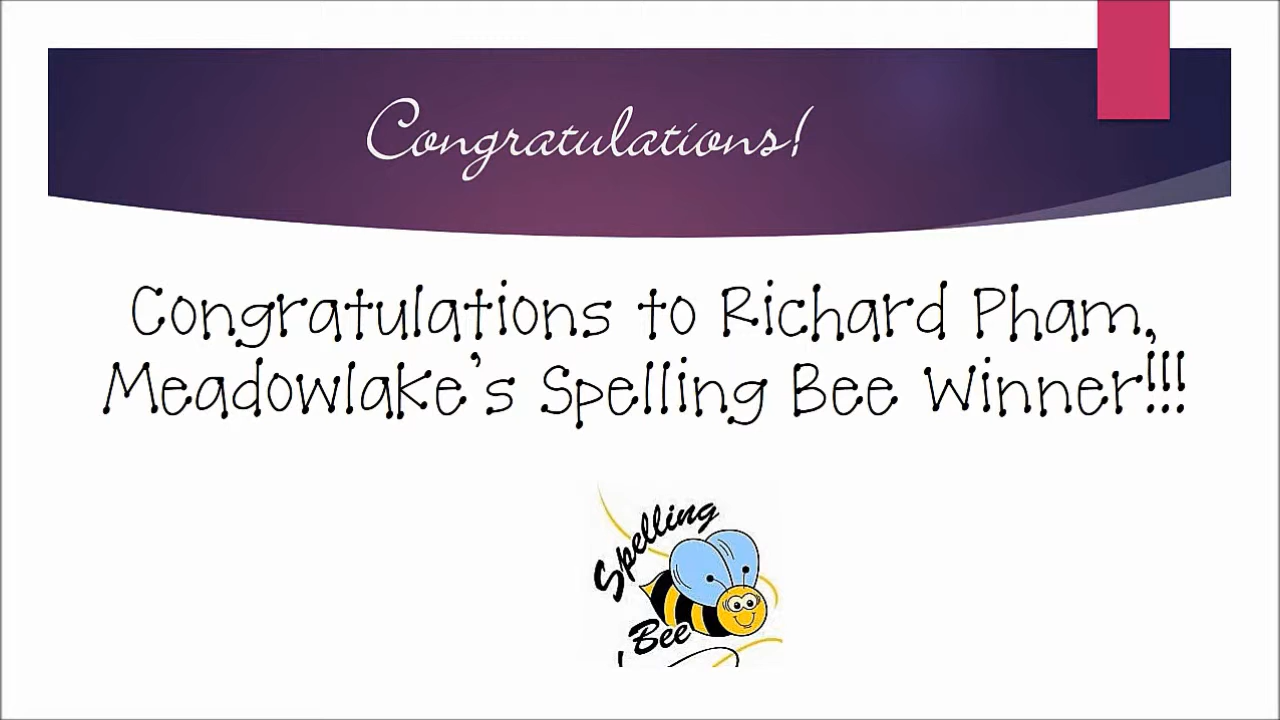 Congratulations!
Congratulations to Richard Pham,
Meadowlake's Spelling Bee Winner!!!
Spelling
Bee